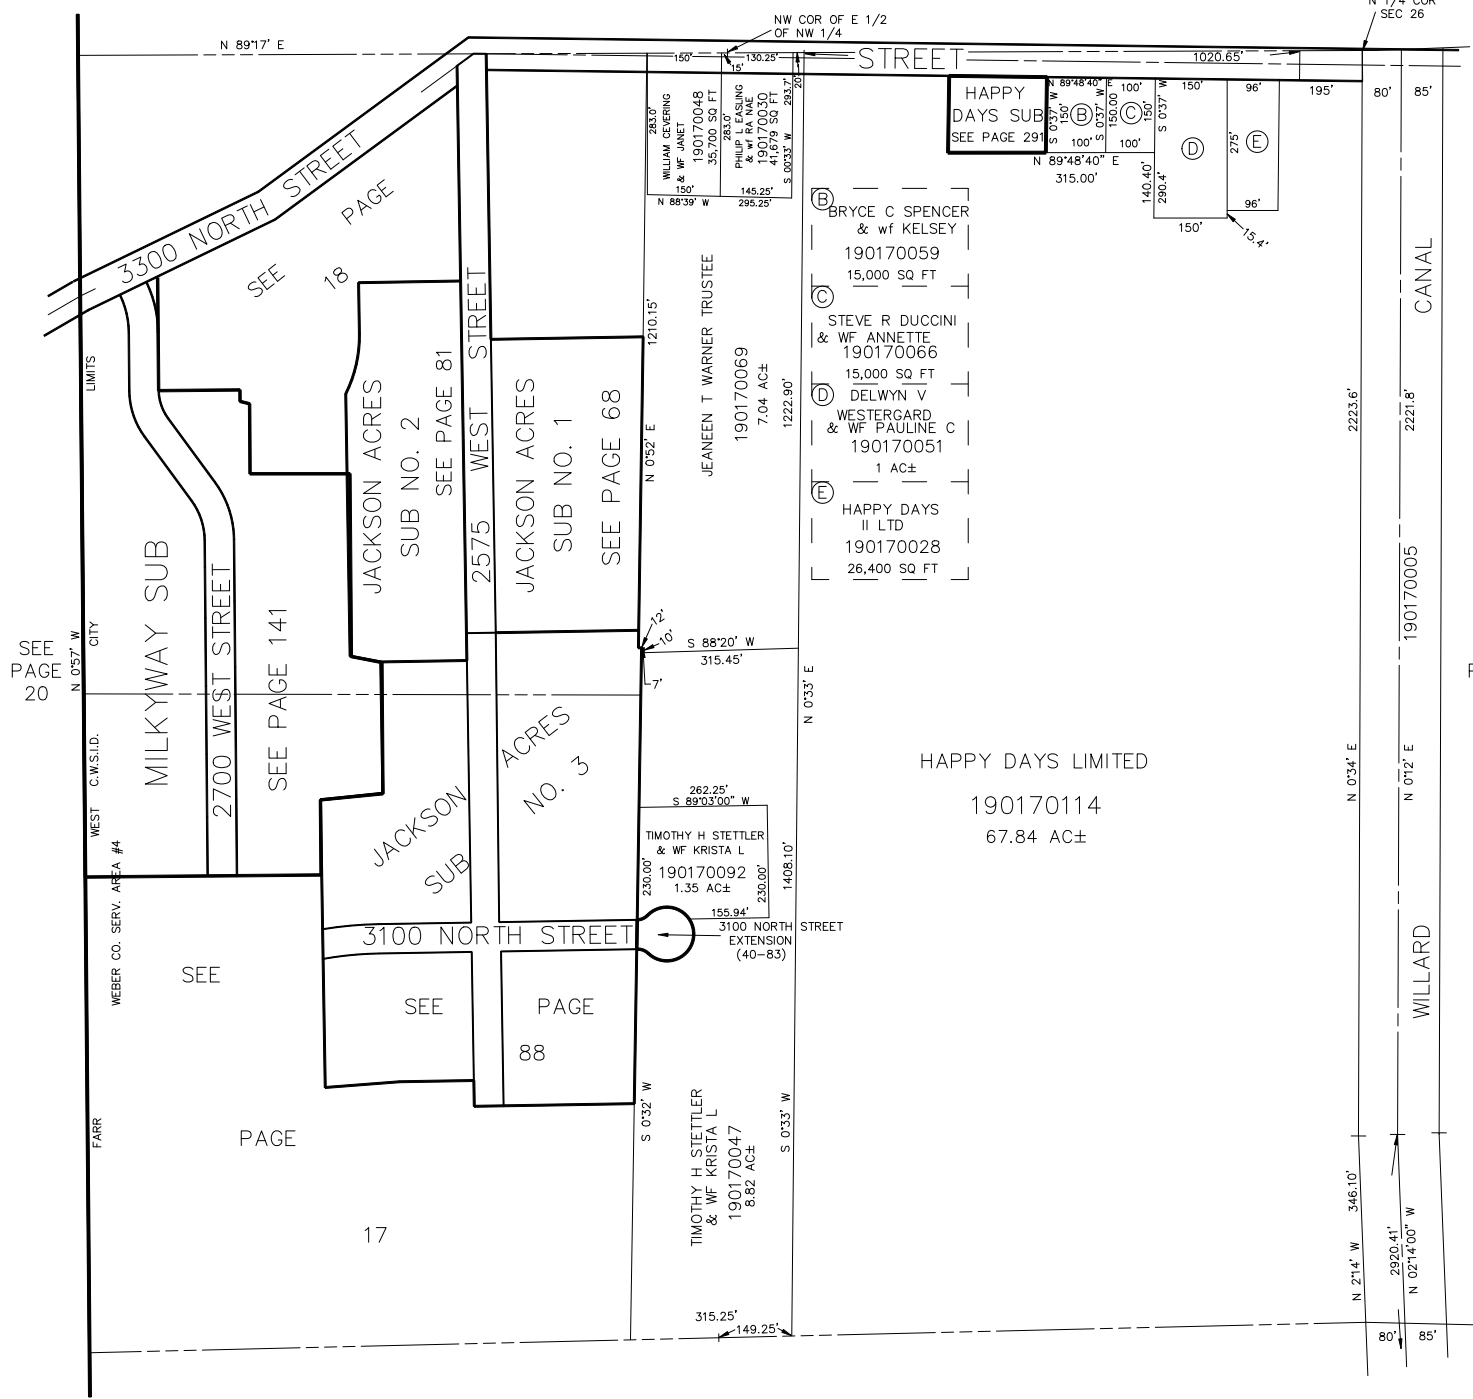 N 1/4 COR
SEC 26
NW COR OF E 1/2
OF NW 1/4
N 89°17' E
STREET
1020.65'
150'
15'
130.25'
20'
3300 NORTH STREET
SEE
PAGE
18
283.0'
WILLIAM CEVERING
& WF JANET
190170048
35,700 SQ FT
283.0'
PHILIP L EASLING
& wf RA NAE
190170030
41,679 SQ FT
293.7'
S 00°33' W
150'
N 88°39' W
145.25'
295.25'
HAPPY
DAYS SUB
SEE PAGE 291
N 89°48'40" E
S 0°37' W
150'
B
100'
S 0°37' W
150.00
100'
C
150'
100'
S 0°37' W
N 89°48'40" E
315.00'
140.40'
290.4'
150'
D
150'
96'
275'
E
96'
15.4'
195'
80'
85'
B
BRYCE C SPENCER
& wf KELSEY
190170059
15,000 SQ FT
C
STEVE R DUCCINI
& WF ANNETTE
190170066
15,000 SQ FT
D
DELWYN V
WESTERGARD
& WF PAULINE C
190170051
1 AC±
E
HAPPY DAYS
II LTD
190170028
26,400 SQ FT
JEANEEN T WARNER TRUSTEE
190170069
7.04 AC±
1210.15'
N 0°52' E
1222.90'
2575 WEST STREET
JACKSON ACRES
SUB NO. 2
SEE PAGE 81
JACKSON ACRES
SUB NO. 1
SEE PAGE 68
MILKYWAY SUB
2700 WEST STREET
SEE PAGE 141
LIMITS
CITY
C.W.S.I.D.
WEST
WEBER CO. SERV. AREA #4
FARR
N 0°57' W
SEE
PAGE
20
12'
10'
7'
S 88°20' W
315.45'
N 0°33' E
JACKSON ACRES
SUB NO. 3
262.25'
S 89°03'00" W
TIMOTHY H STETTLER
& WF KRISTA L
190170092
1.35 AC±
230.00'
230.00'
1408.10'
155.94'
3100 NORTH STREET
3100 NORTH STREET
EXTENSION
(40-83)
SEE PAGE
88
SEE
PAGE
17
S 0°32' W
TIMOTHY H STETTLER
& WF KRISTA L
190170047
8.82 AC±
S 0°33' W
315.25'
149.25'
HAPPY DAYS LIMITED
190170114
67.84 AC±
2223.6'
2221.8'
N 0°34' E
N 0°12' E
WILLARD CANAL
190170005
346.10'
N 2°14' W
2920.41'
N 02°14'00" W
80'
85'